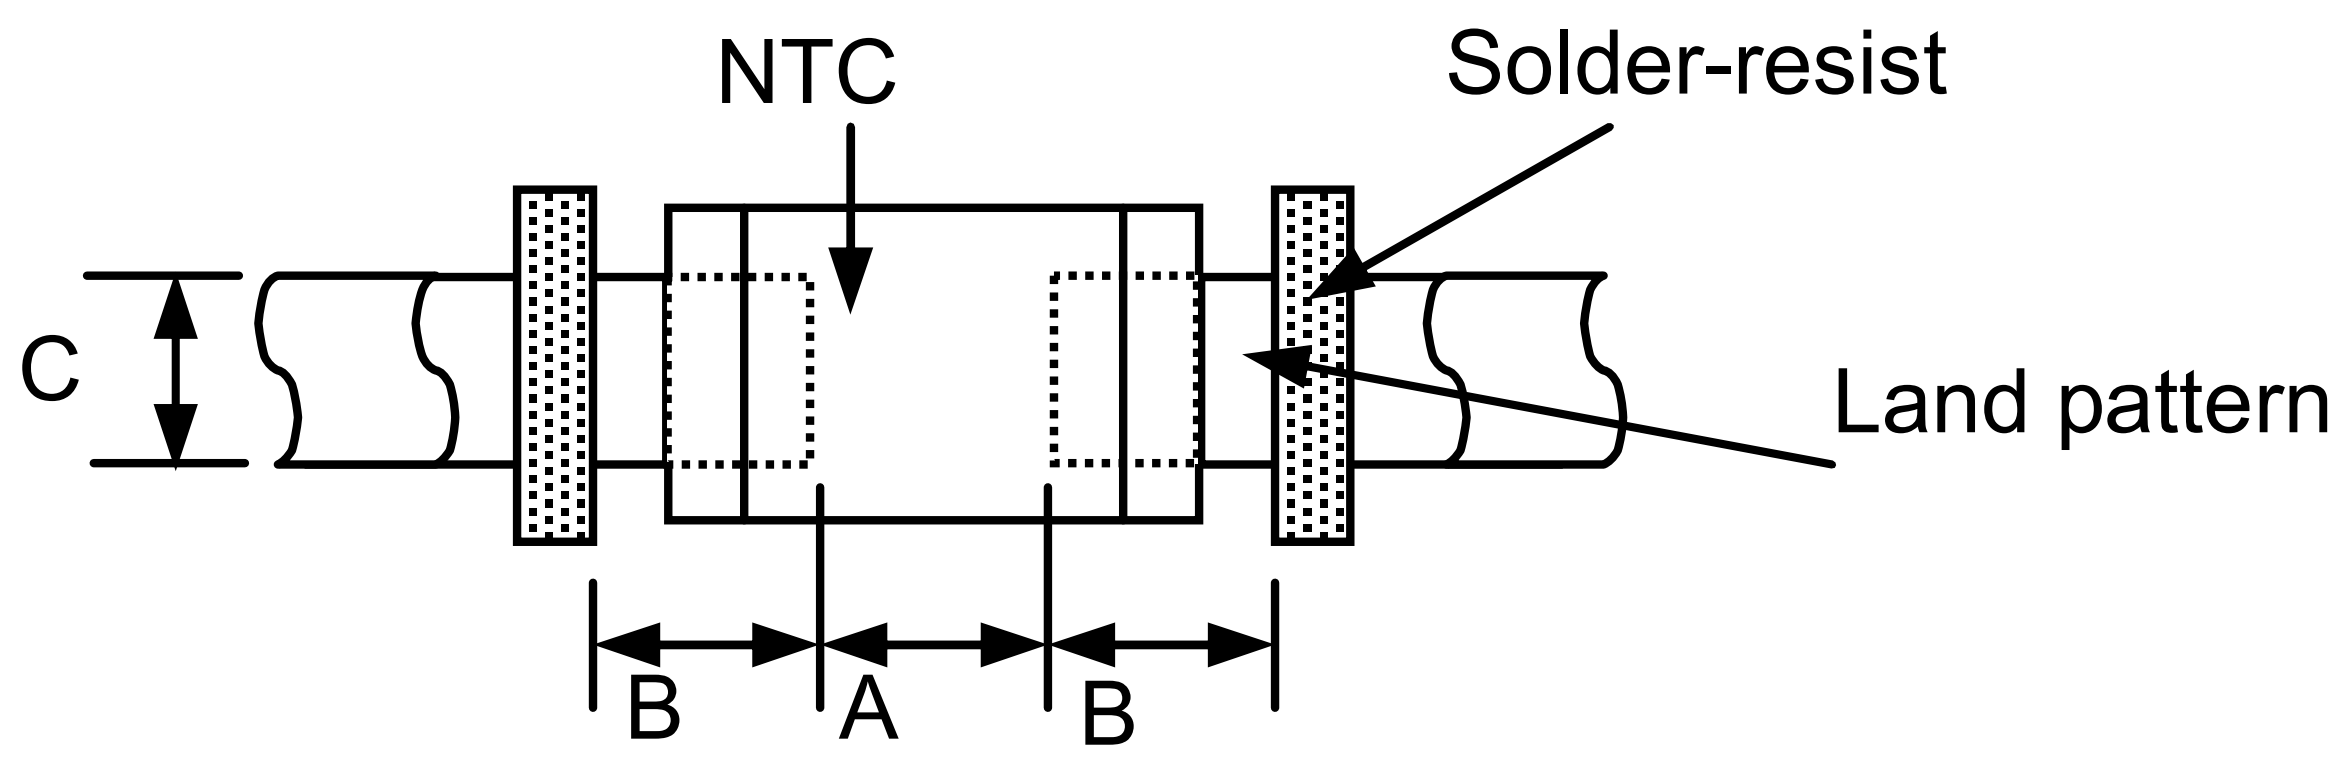 NTC
Solder-resist
C
Land pattern
B
A
B